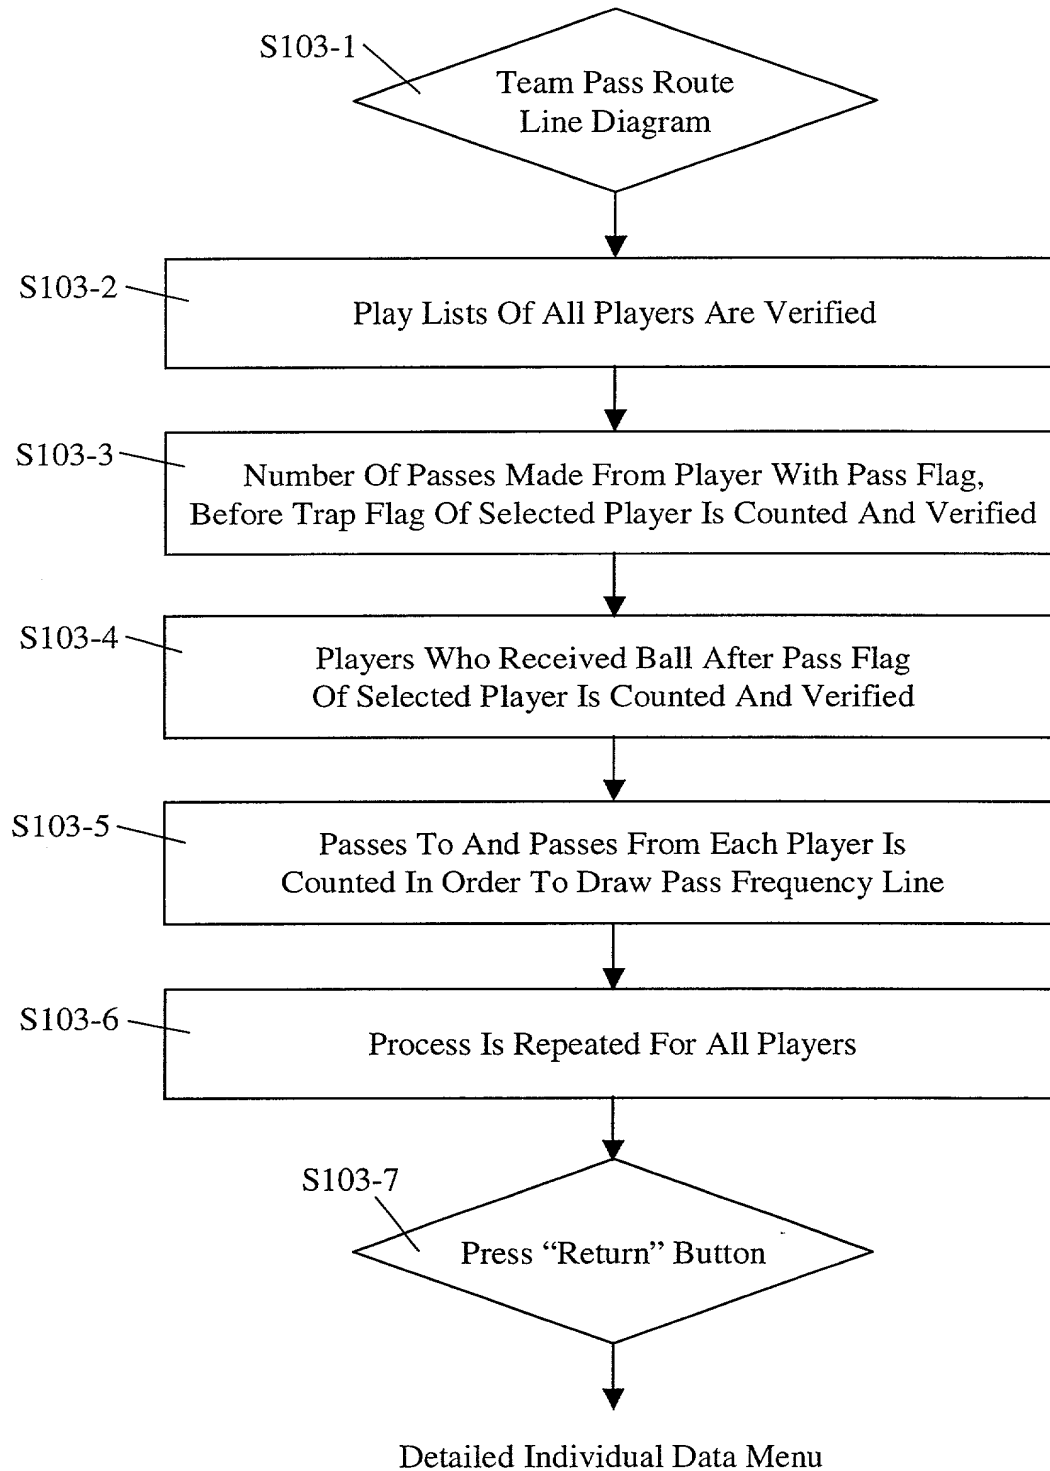 S103-1
Team Pass Route
Line Diagram
S103-2
Play Lists Of All Players Are Verified
S103-3
Number Of Passes Made From Player With Pass Flag,
Before Trap Flag Of Selected Player Is Counted And Verified
S103-4
Players Who Received Ball After Pass Flag
Of Selected Player Is Counted And Verified
S103-5
Passes To And Passes From Each Player Is
Counted In Order To Draw Pass Frequency Line
S103-6
Process Is Repeated For All Players
S103-7
Press “Return” Button
Detailed Individual Data Menu